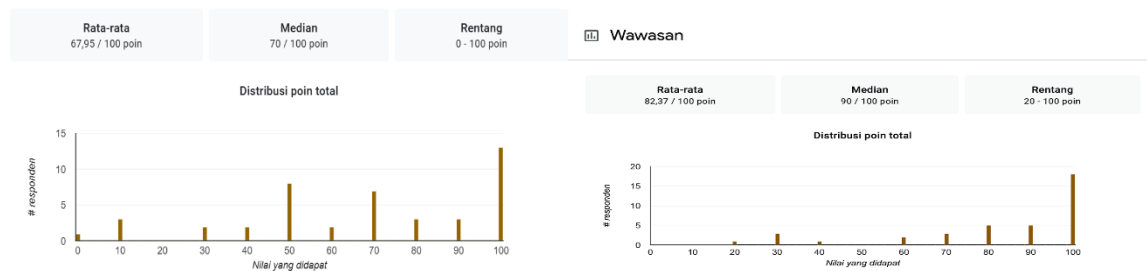 Rata-rata Median Rentang
67,95 / 100 poin 70 / 100 poin 0 - 100 poin
Distribusi poin total
15
10
5
0
# responden
0 10 20 30 40 50 60 70 80 90 100
Nilai yang didapat
Wawasan
Rata-rata Median Rentang
82,37 / 100 poin 90 / 100 poin 20 - 100 poin
Distribusi poin total
20
15
10
5
0
# responden
0 10 20 30 40 50 60 70 80 90 100
Nilai yang didapat